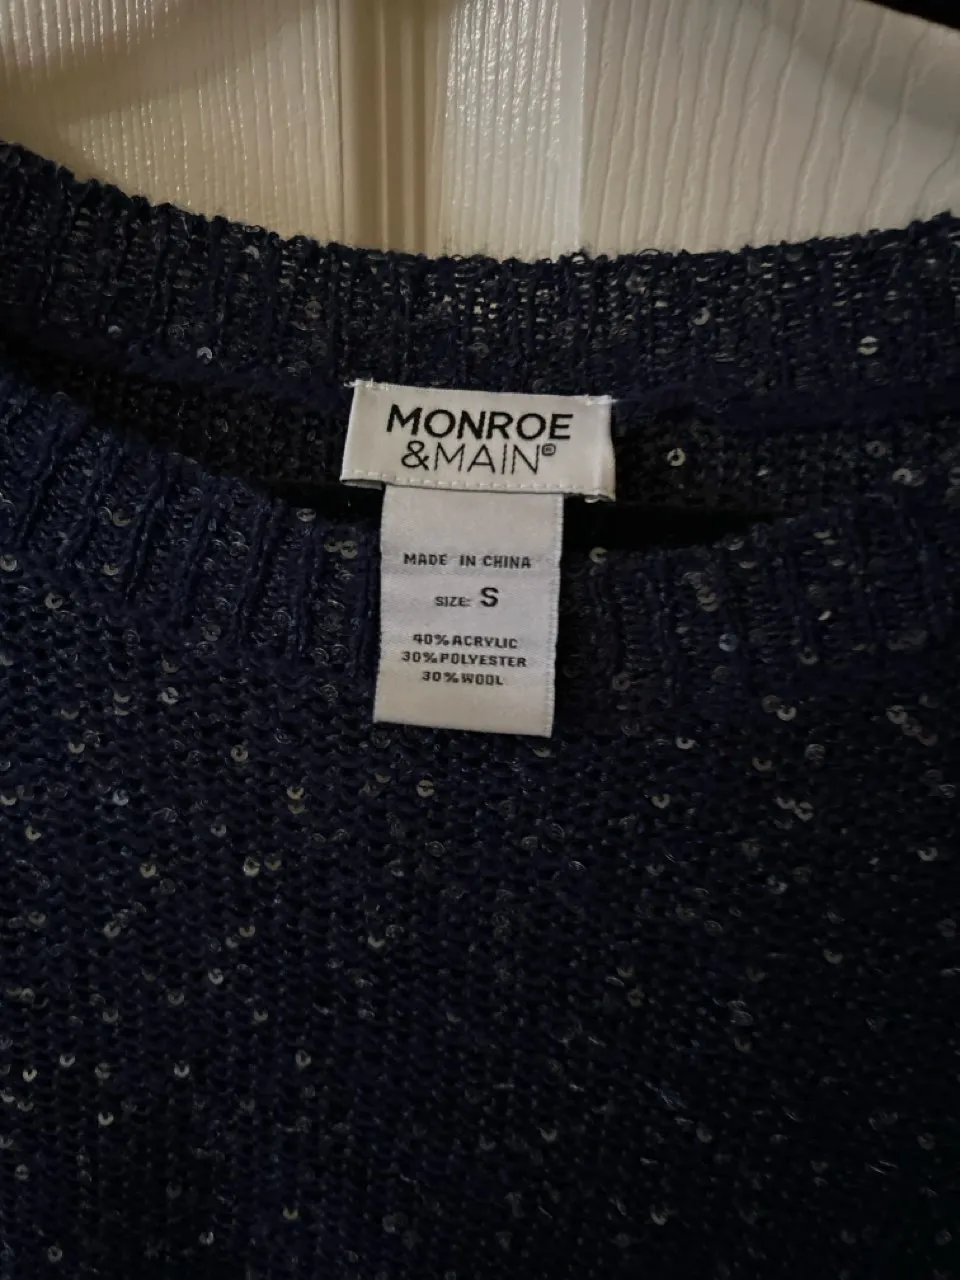 MONROE
&MAIN®
MADE IN CHINA
SIZE: S
40% ACRYLIC
30% POLYESTER
30% WOOL